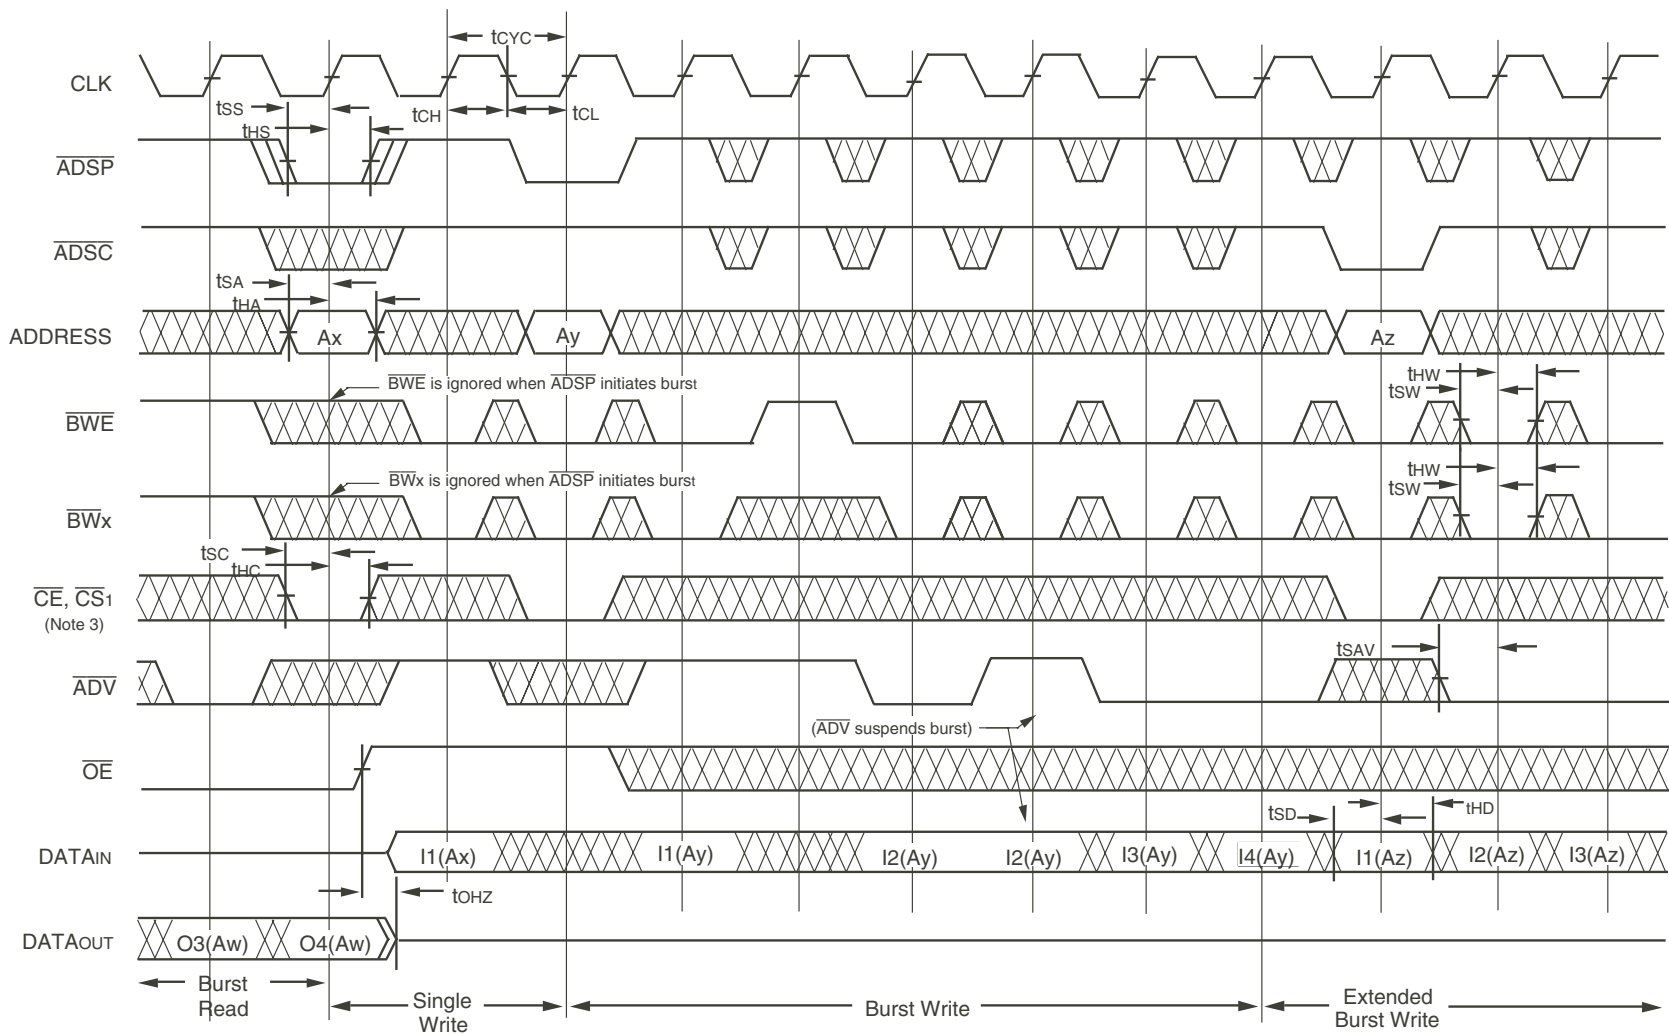 tCYC
CLK
tSS
tCH
tCL
tHS
ADSP
ADSC
tSA
tHA
ADDRESS
Ax
Ay
Az
BWE is ignored when ADSP initiates burst
tHW
tSW
BWE
BWx is ignored when ADSP initiates burst
tHW
tSW
BWx
tSC
tHC
CE, CS1
(Note 3)
tSAV
ADV
(ADV suspends burst)
OE
tSD
tHD
DATAIN
I1(Ax)
I1(Ay)
I2(Ay)
I2(Ay)
I3(Ay)
I4(Ay)
I1(Az)
I2(Az)
I3(Az)
tOHZ
DATAOUT
O3(Aw)
O4(Aw)
Burst
Read
Single
Write
Burst Write
Extended
Burst Write